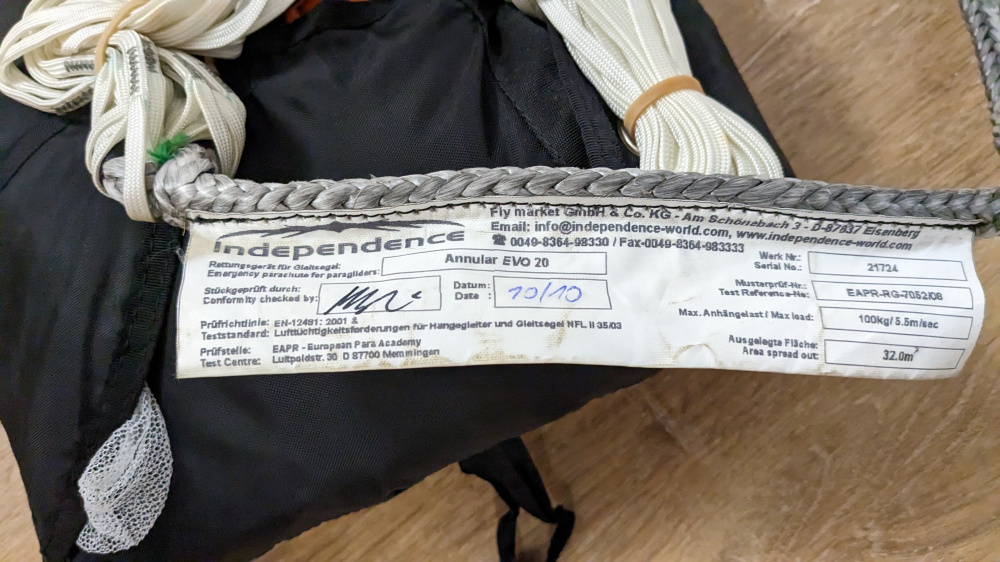 independence
Fly market GmbH & Co. KG - Am Schönebach 3 - D-87637 Eisenberg
Email: info@independence-world.com, www.independence-world.com
☎ 0049-8364-98330 / Fax-0049-8364-983333
Rettungsgerät für Gleitsegel:
Emergency parachute for paragliders:
Annular EVO 20
Stückgeprüft durch:
Conformity checked by:
Datum:
Date :
10/10
Prüfrichtlinie: EN-12491: 2001 &
Teststandard: Lufttüchtigkeitsforderungen für Hängegleiter und Gleitsegel NFL II 35/03
Prüfstelle: EAPR - European Para Academy
Test Centre: Luitpoldstr. 30 D 87700 Memmingen
Werk Nr.:
Serial No.:
21724
Musterprüf-Nr.:
Test Reference-No:
EAPR-RG-7052/08
Max.Anhängelast / Max load:
100kg/ 5.5m/sec
Ausgelegte Fläche:
Area spread out:
32.0m²